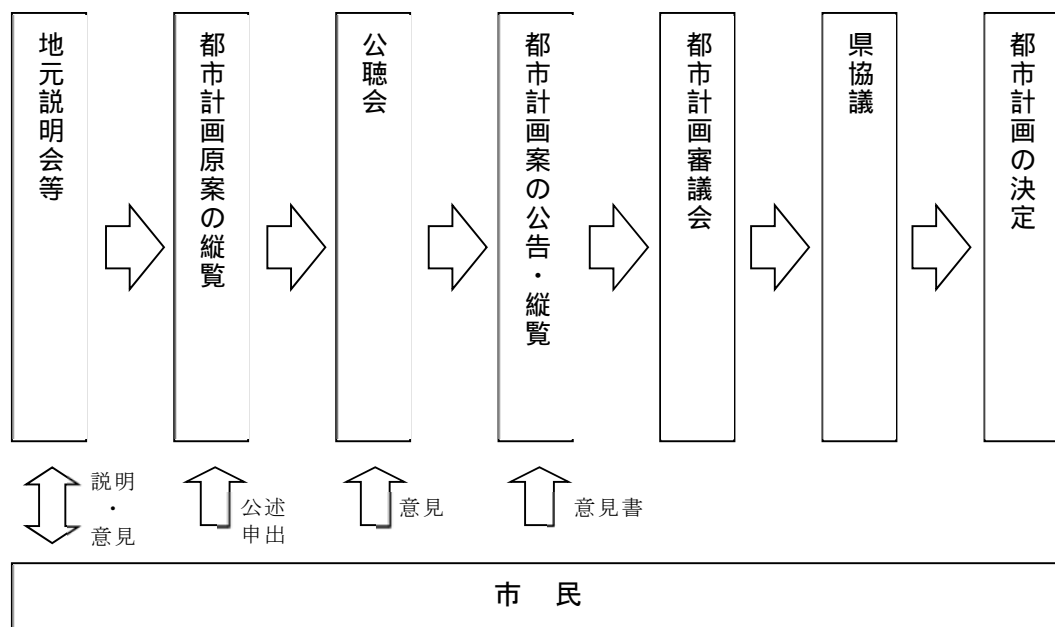 地元説明会等
都市計画原案の縦覧
公聴会
都市計画案の公告・縦覧
都市計画審議会
県協議
都市計画の決定
説明
・
意見
公述
申出
意見
意見書
市 民